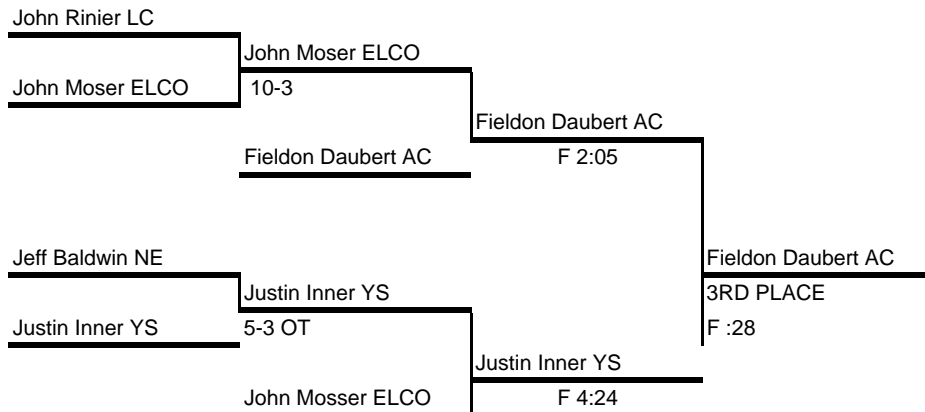 John Rinier LC
John Moser ELCO
John Moser ELCO
10-3
Fieldon Daubert AC
Fieldon Daubert AC
F 2:05
Jeff Baldwin NE
Fieldon Daubert AC
Justin Inner YS
3RD PLACE
Justin Inner YS
5-3 OT
F :28
Justin Inner YS
John Mosser ELCO
F 4:24